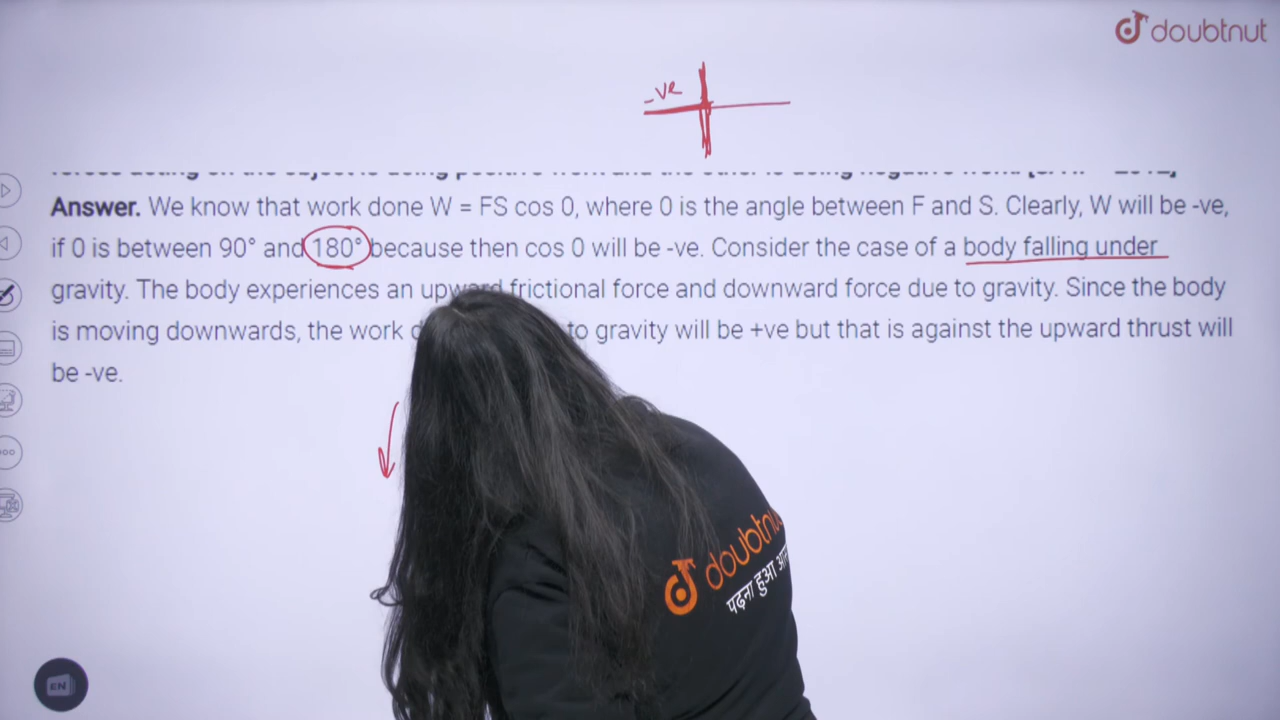 doubtnut
-ve
Answer. We know that work done W = FS cos 0, where 0 is the angle between F and S. Clearly, W will be -ve,
if 0 is between 90° and 180° because then cos 0 will be -ve. Consider the case of a body falling under
gravity. The body experiences an upward frictional force and downward force due to gravity. Since the body
is moving downwards, the work to gravity will be +ve but that is against the upward thrust will
be -ve.
doubtnut
पढ़ना हुआ
EN